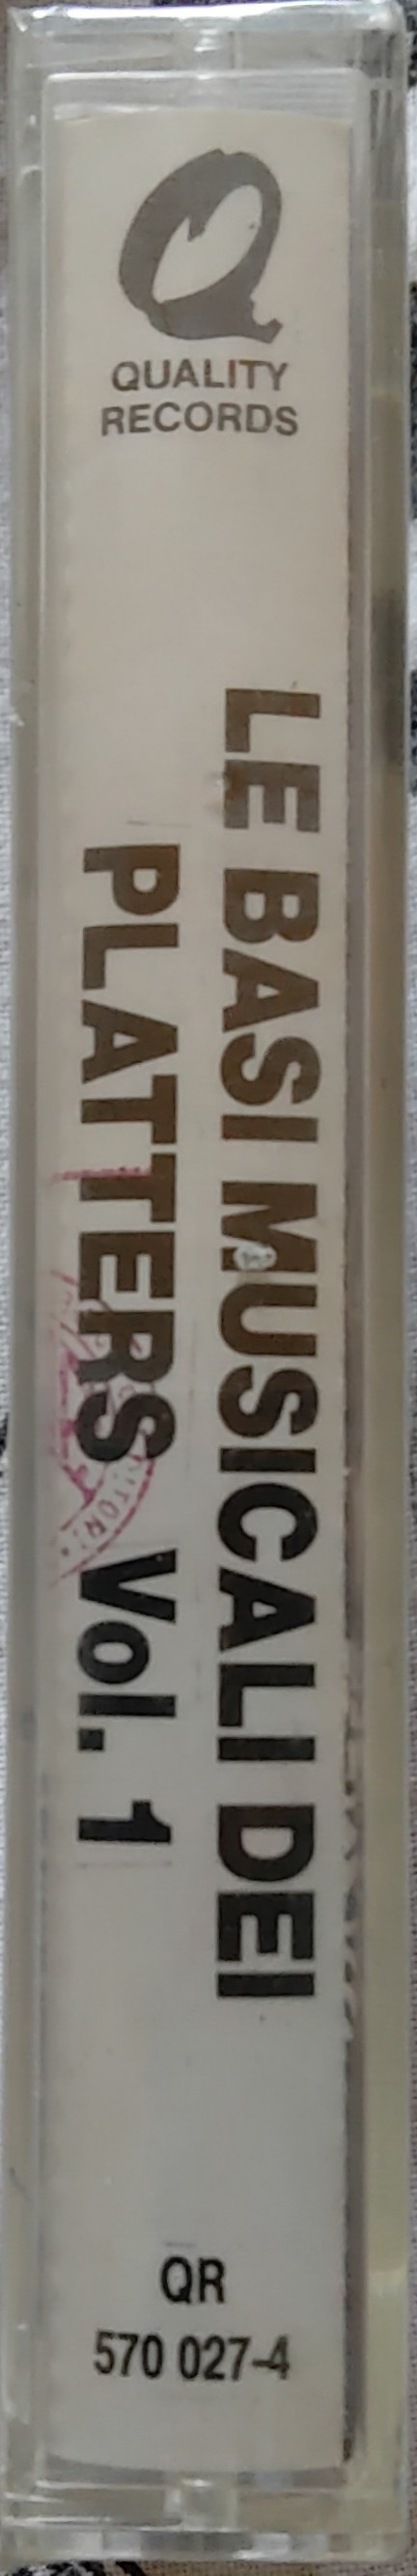 QUALITY
RECORDS
LE BASI MUSICALI DEI
PLATTERS Vol. 1
QR
570 027-4